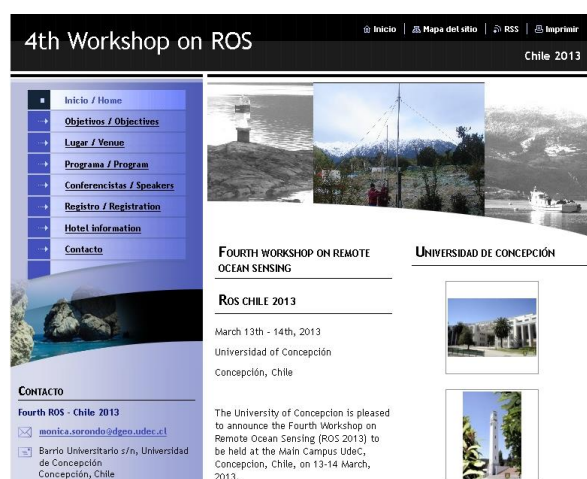 4th Workshop on ROS
Inicio | Mapa del sitio | RSS | Imprimir
Chile 2013
Inicio / Home
Objetivos / Objectives
Lugar / Venue
Programa / Program
Conferencistas / Speakers
Registro / Registration
Hotel information
Contacto
CONTACTO
Fourth ROS - Chile 2013
monica.sorondo@dgeo.udec.cl
Barrio Universitario s/n, Universidad
de Concepción
Concepción, Chile
FOURTH WORKSHOP ON REMOTE
OCEAN SENSING
ROS CHILE 2013
March 13th - 14th, 2013
Universidad of Concepción
Concepción, Chile
The University of Concepcion is pleased
to announce the Fourth Workshop on
Remote Ocean Sensing (ROS 2013) to
be held at the Main Campus UdeC,
Concepcion, Chile, on 13-14 March,
2013.
UNIVERSIDAD DE CONCEPCIÓN